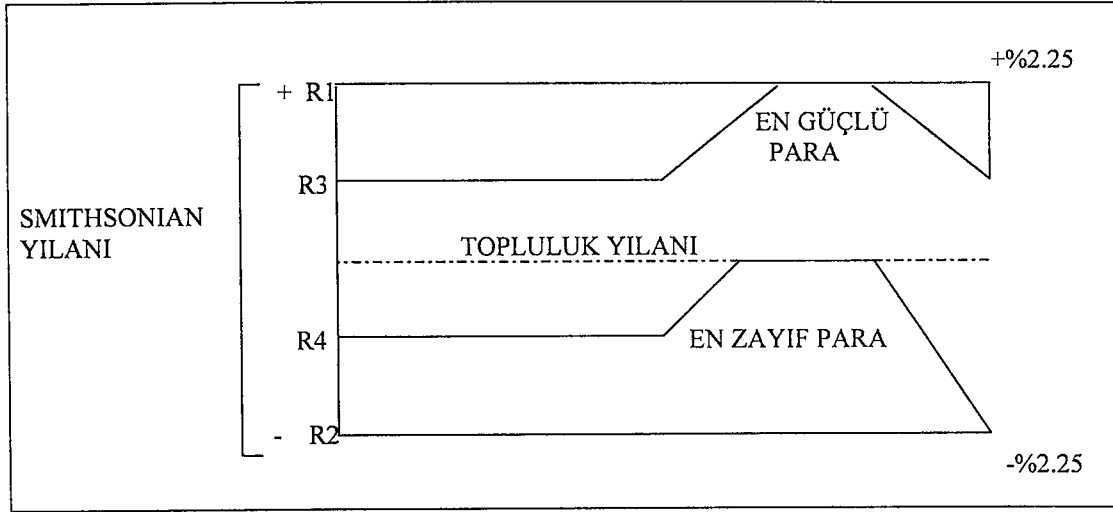 +%2.25
+ R1
EN GÜÇLÜ
PARA
R3
SMITHSONIAN
YILANI
TOPLULUK YILANI
R4
EN ZAYIF PARA
- R2
-%2.25